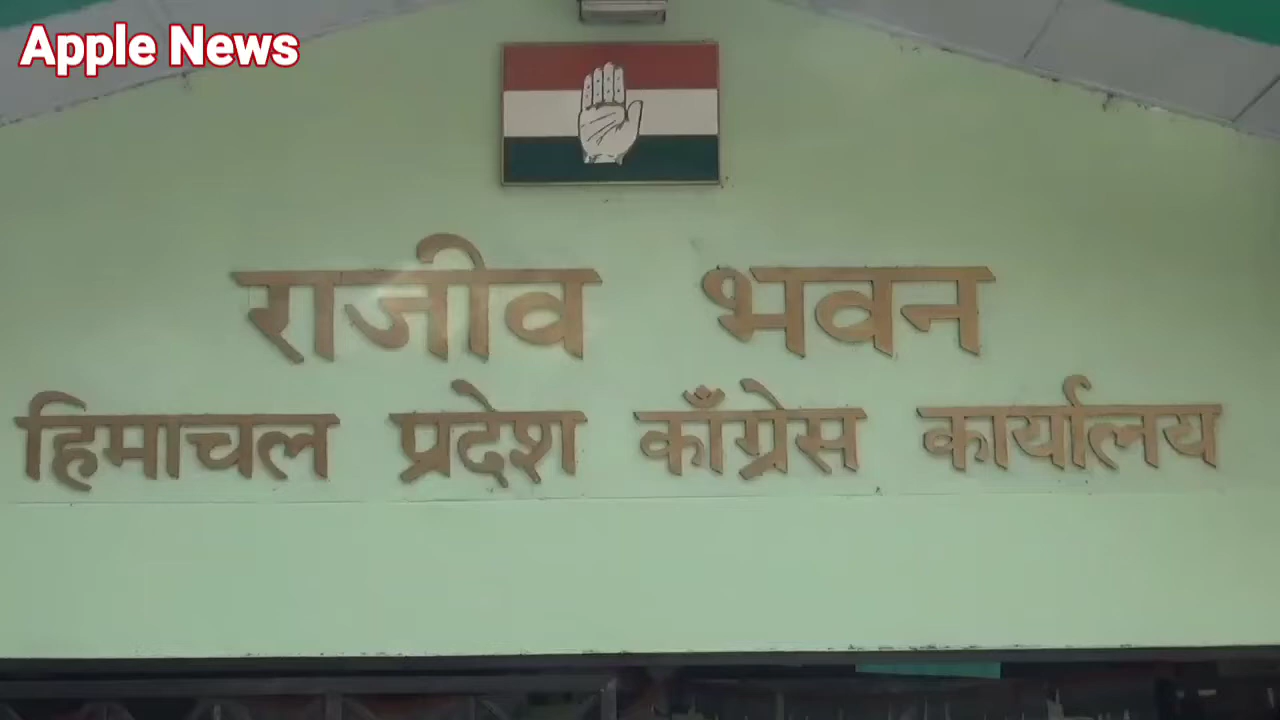 Apple News
राजीव भवन
हिमाचल प्रदेश काँग्रेस कार्यालय